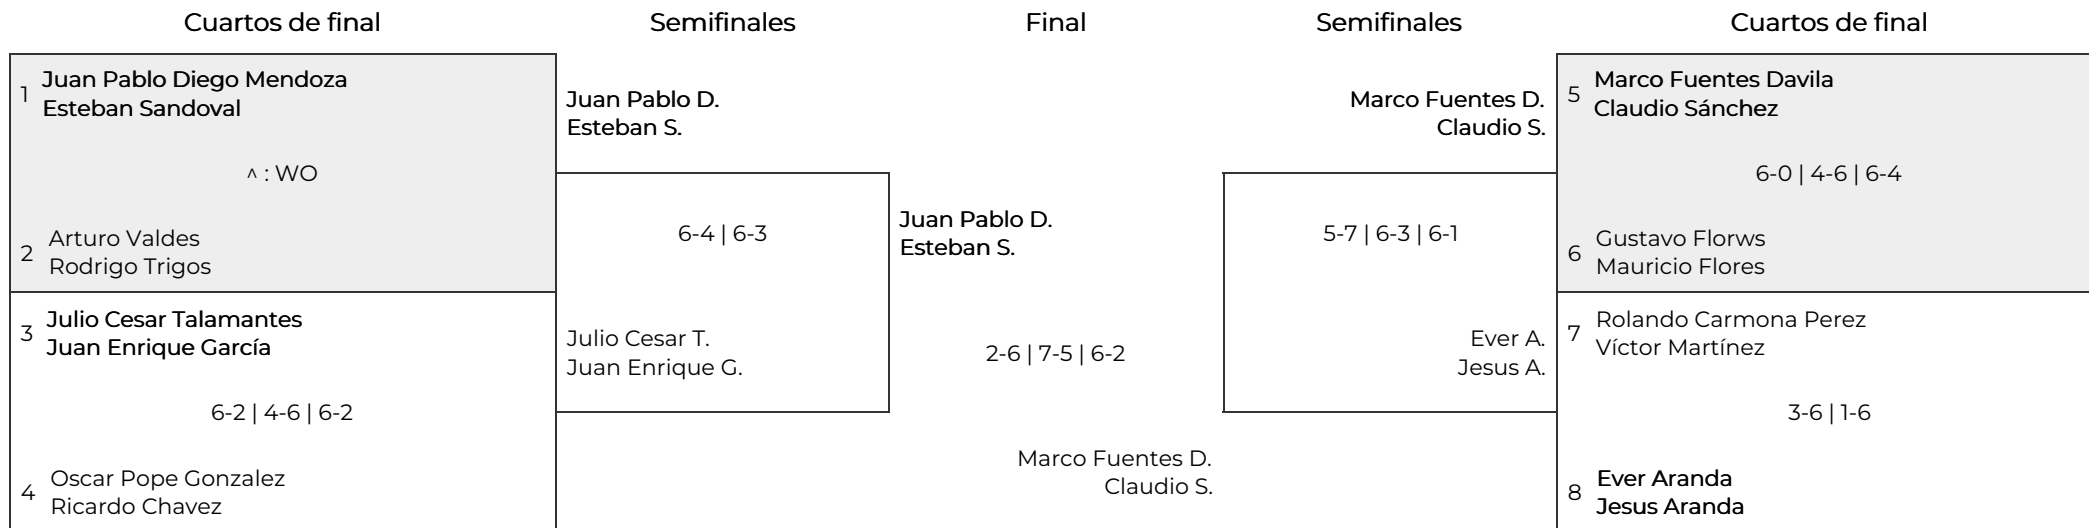 Cuartos de final
Semifinales
Final
Semifinales
Cuartos de final
1
Juan Pablo Diego Mendoza
Esteban Sandoval
^ : WO
2
Arturo Valdes
Rodrigo Trigos
3
Julio Cesar Talamantes
Juan Enrique García
6-2 | 4-6 | 6-2
4
Oscar Pope Gonzalez
Ricardo Chavez
Juan Pablo D.
Esteban S.
6-4 | 6-3
Julio Cesar T.
Juan Enrique G.
Juan Pablo D.
Esteban S.
2-6 | 7-5 | 6-2
Marco Fuentes D.
Claudio S.
Marco Fuentes D.
Claudio S.
5-7 | 6-3 | 6-1
Ever A.
Jesus A.
5
Marco Fuentes Davila
Claudio Sánchez
6-0 | 4-6 | 6-4
6
Gustavo Florws
Mauricio Flores
7
Rolando Carmona Perez
Víctor Martínez
3-6 | 1-6
8
Ever Aranda
Jesus Aranda